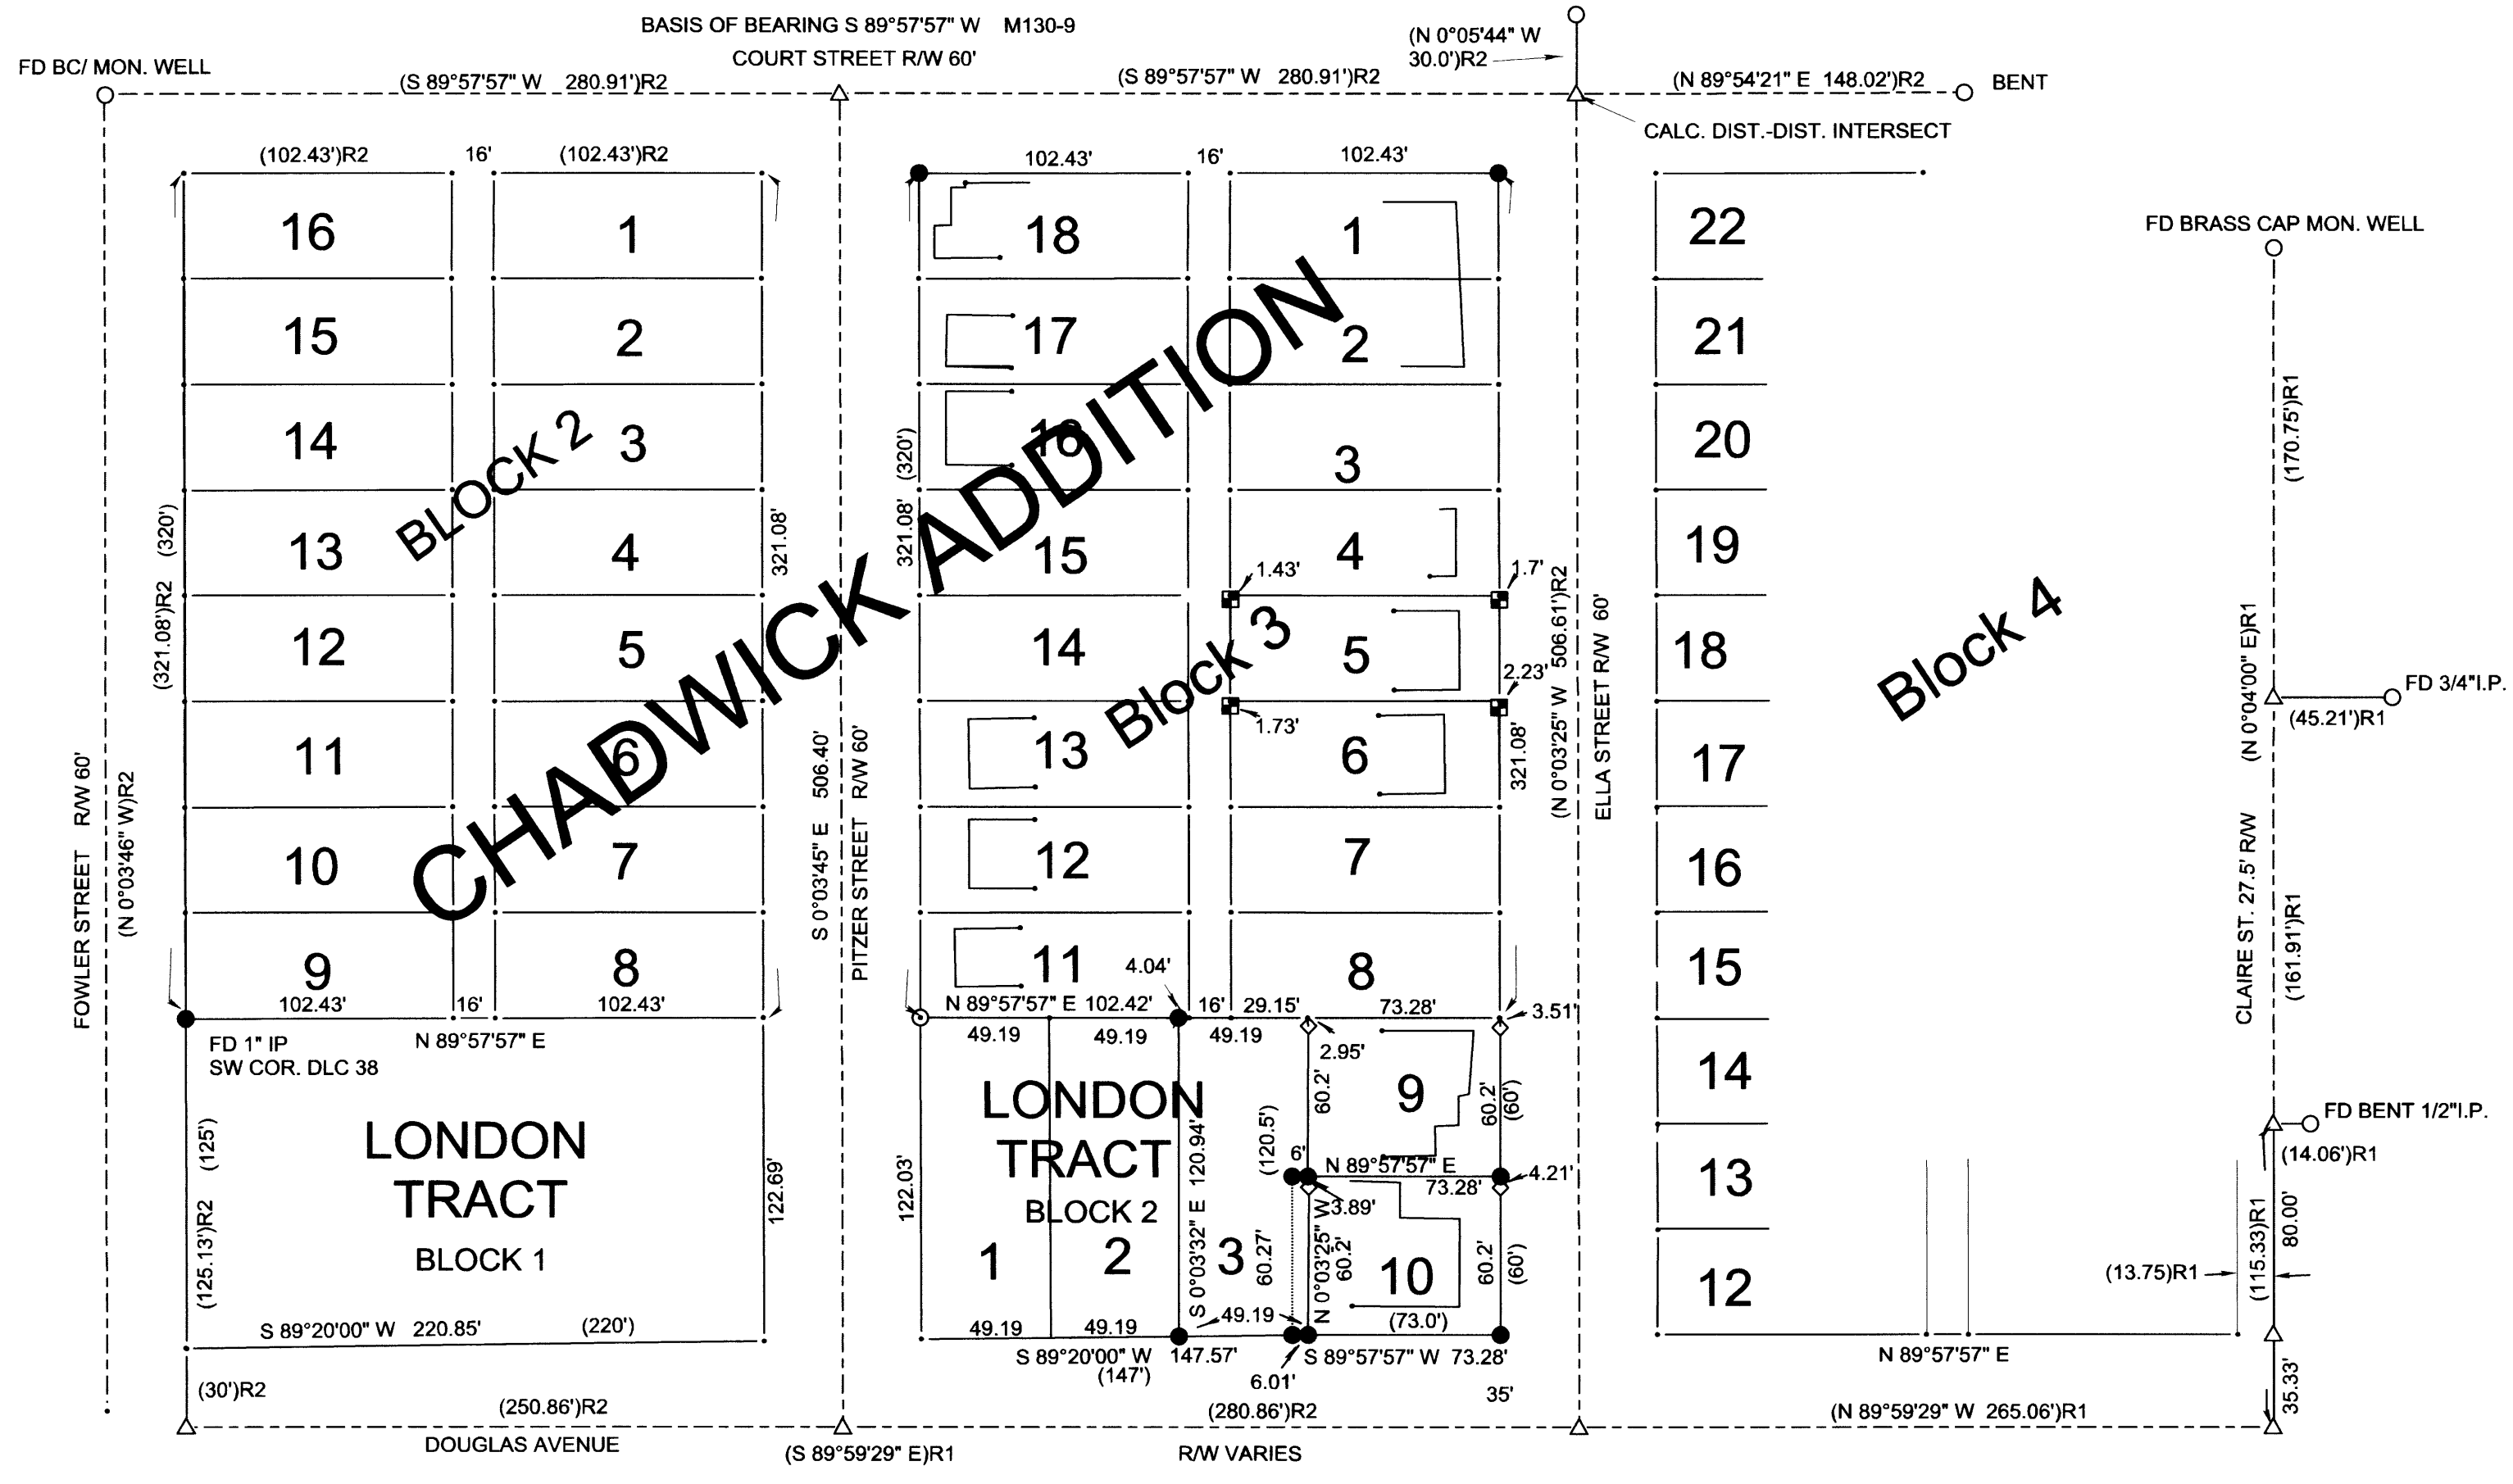 BASIS OF BEARING S 89°57'57" W M130-9
COURT STREET R/W 60'
(N 0°05'44" W
30.0')R2
FD BC/ MON. WELL
(S 89°57'57" W 280.91')R2
(S 89°57'57" W 280.91')R2
(N 89°54'21" E 148.02')R2
BENT
CALC. DIST.-DIST. INTERSECT
(102.43')R2
16'
(102.43')R2
102.43'
16'
102.43'
16
1
18
1
22
FD BRASS CAP MON. WELL
15
2
17
2
21
14
3
16
3
20
(170.75')R1
BLOCK 2
CHADWICK ADDITION
(321.08')R2 (320')
321.08'
321.08' (320')
13
4
15
4
19
1.43'
1.7'
Block 3
Block 4
12
5
14
5
18
2.23'
1.73'
(N 0°03'25" W 506.61')R2
ELLA STREET R/W 60'
(N 0°04'00" E)R1
FD 3/4"I.P.
(45.21')R1
11
6
13
6
321.08'
17
FOWLER STREET R/W 60'
(N 0°03'46" W)R2
S 0°03'45" E 506.40'
PITZER STREET R/W 60'
10
7
12
7
16
9
8
11
8
15
CLAIRE ST. 27.5' R/W
(161.91')R1
4.04'
102.43'
16'
102.43'
N 89°57'57" E 102.42'
16'
29.15'
73.28'
3.51'
FD 1" IP
SW COR. DLC 38
N 89°57'57" E
49.19
49.19
49.19
2.95'
LONDON
TRACT
BLOCK 1
LONDON
TRACT
BLOCK 2
9
14
60.2'
60.2'
(60')
(120.5')
6'
N 89°57'57" E
73.28'
4.21'
3.89'
FD BENT 1/2"I.P.
(14.06')R1
(125.13')R2 (125')
122.69'
122.03'
S 0°03'32" E 120.94'
1
2
3
60.27'
N 0°03'25" W
60.2'
10
60.2'
(60')
13
12
(13.75)R1
(115.33)R1
80.00'
S 89°20'00" W 220.85'
(220')
49.19
49.19
49.19
(73.0')
S 89°20'00" W 147.57'
(147')
S 89°57'57" W 73.28'
6.01'
35'
N 89°57'57" E
35.33'
(30')R2
(250.86')R2
(280.86')R2
(N 89°59'29" W 265.06')R1
DOUGLAS AVENUE
(S 89°59'29" E)R1
R/W VARIES